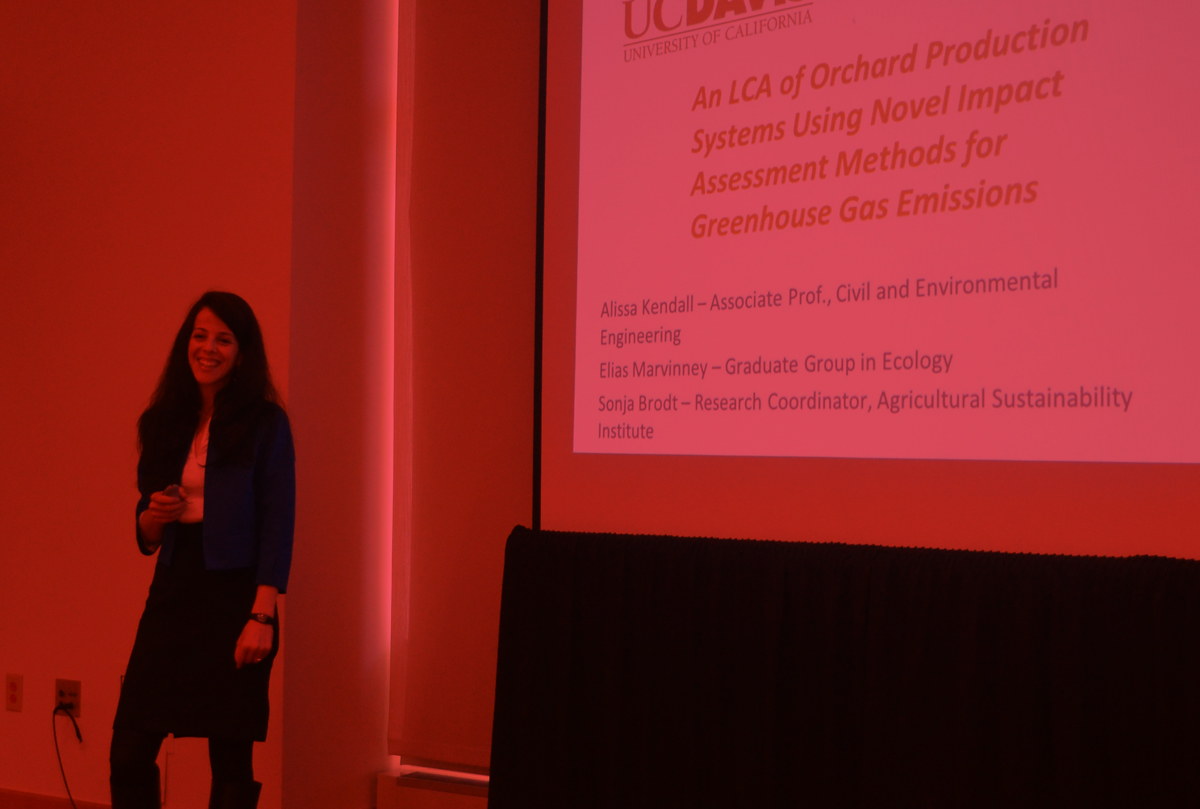 UC DAVIS
UNIVERSITY OF CALIFORNIA
An LCA of Orchard Production
Systems Using Novel Impact
Assessment Methods for
Greenhouse Gas Emissions
Alissa Kendall – Associate Prof., Civil and Environmental
Engineering
Elias Marvinney – Graduate Group in Ecology
Sonja Brodt – Research Coordinator, Agricultural Sustainability
Institute